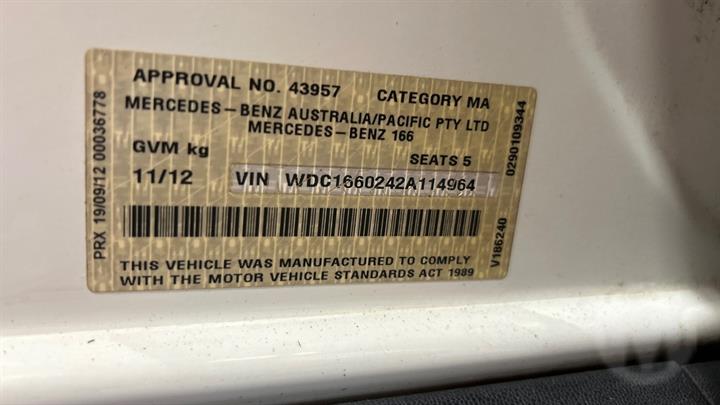 APPROVAL NO. 43957 CATEGORY MA
MERCEDES-BENZ AUSTRALIA/PACIFIC PTY LTD
MERCEDES-BENZ 166
GVM kg SEATS 5
11/12 VIN WDC1660242A114964
THIS VEHICLE WAS MANUFACTURED TO COMPLY
WITH THE MOTOR VEHICLE STANDARDS ACT 1989
PRX 19/09/12 00036778
V186240 0290109344